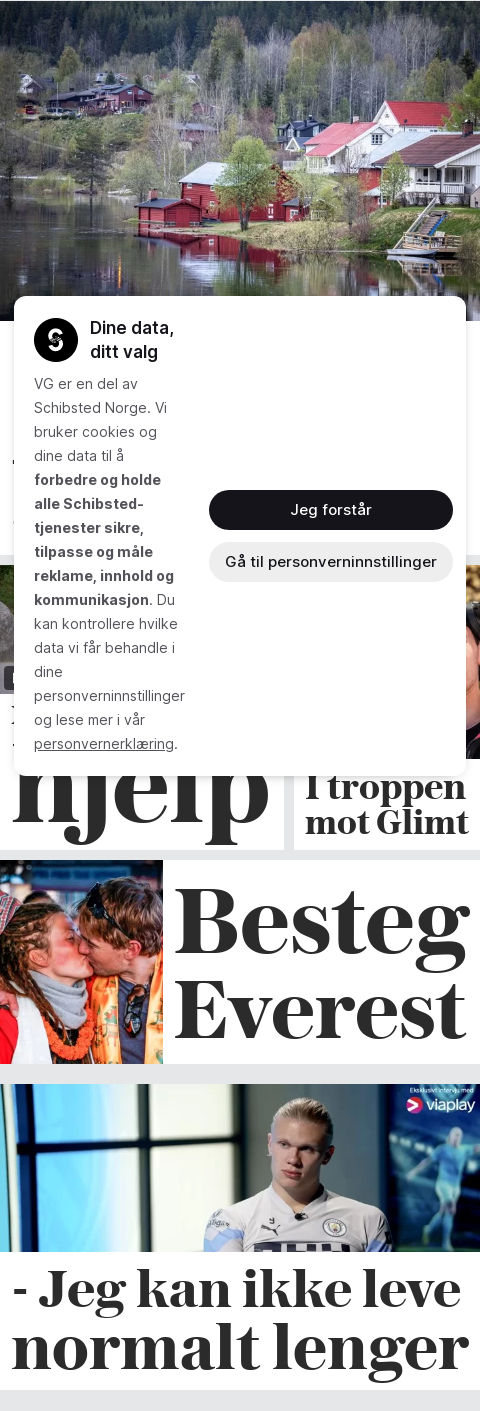 Dine data,
ditt valg
VG er en del av
Schibsted Norge. Vi
bruker cookies og
dine data til å
forbedre og holde
alle Schibsted-
tjenester sikre,
tilpasse og måle
reklame, innhold og
kommunikasjon. Du
kan kontrollere hvilke
data vi får behandle i
dine
personverninnstillinger
og lese mer i vår
personvernerklæring.
Jeg forstår
Gå til personverninnstillinger
hjelp
I troppen
mot Glimt
Besteg
Everest
Eksklusivt intervju med
viaplay
- Jeg kan ikke leve
normalt lenger